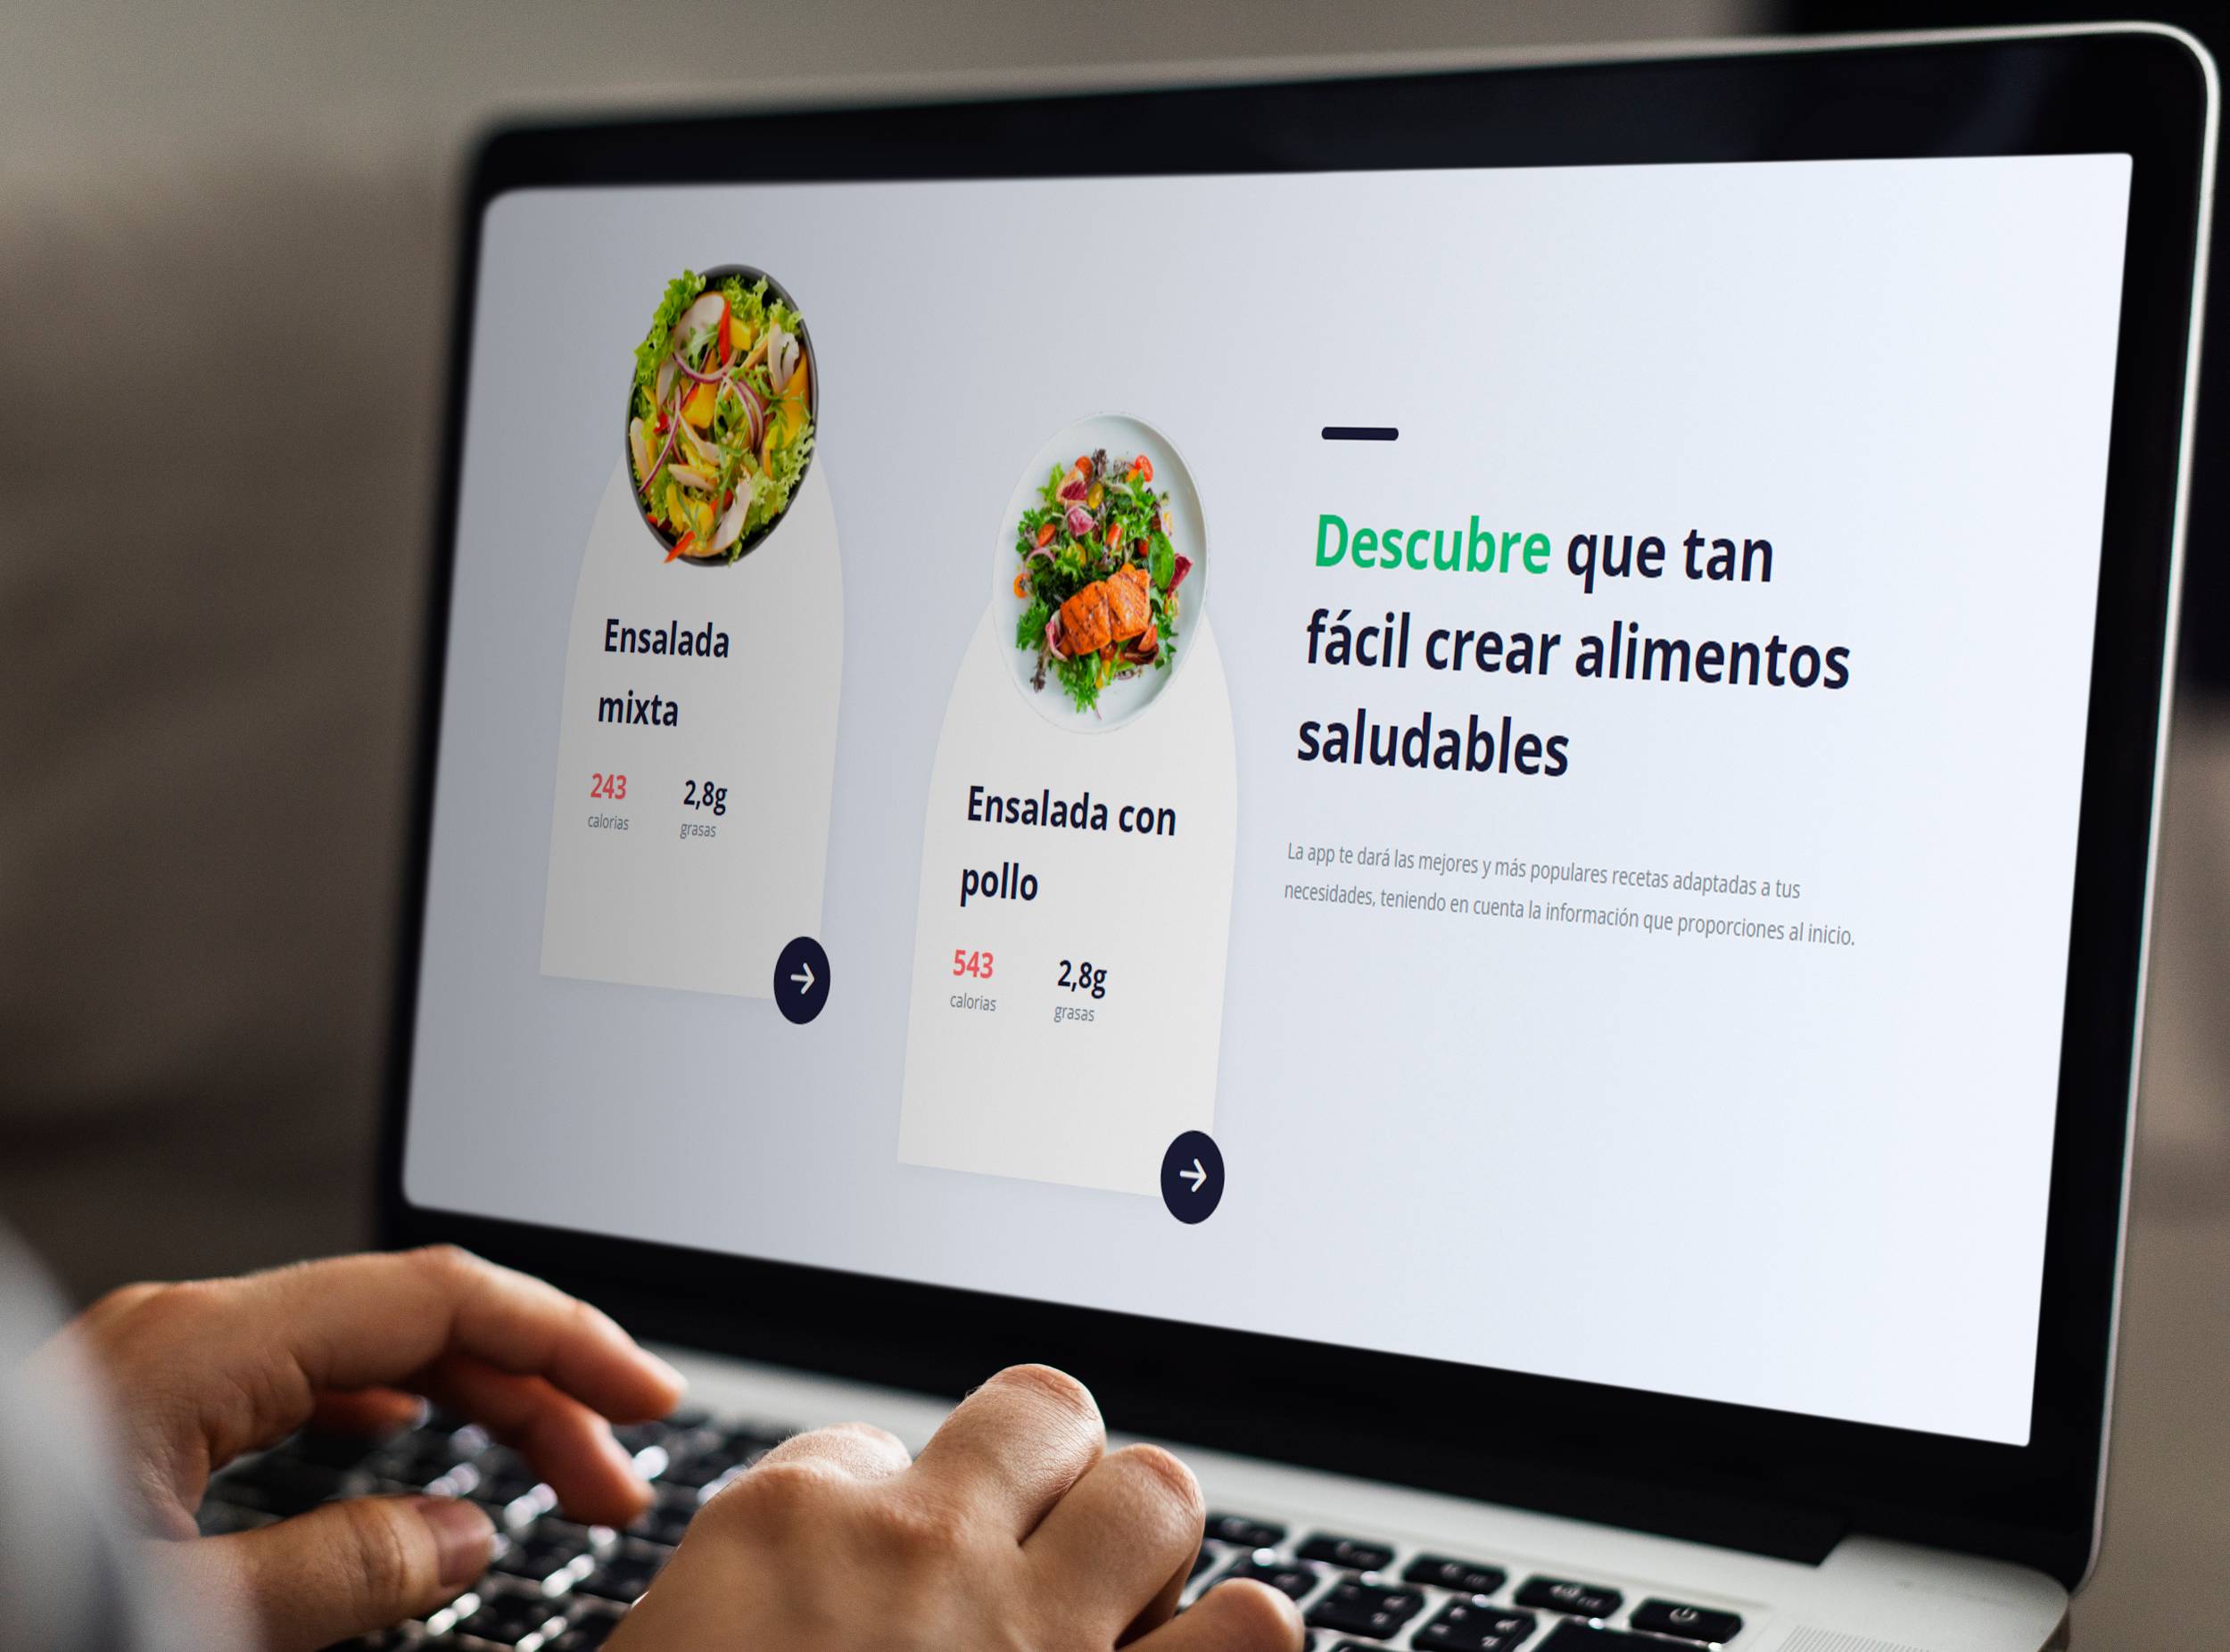 Ensalada
mixta
243
calorias
2,8g
grasas
Ensalada con
pollo
543
calorias
2,8g
grasas
Descubre que tan
fácil crear alimentos
saludables
La app te dará las mejores y más populares recetas adaptadas a tus
necesidades, teniendo en cuenta la información que proporciones al inicio.